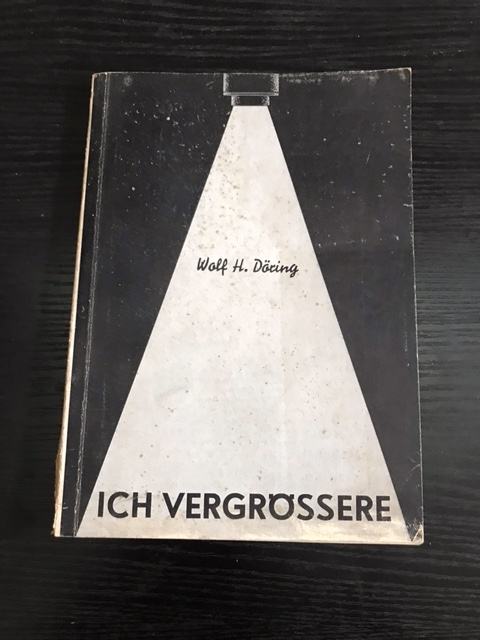 Wolf H. Döring
ICH VERGRÖSSERE